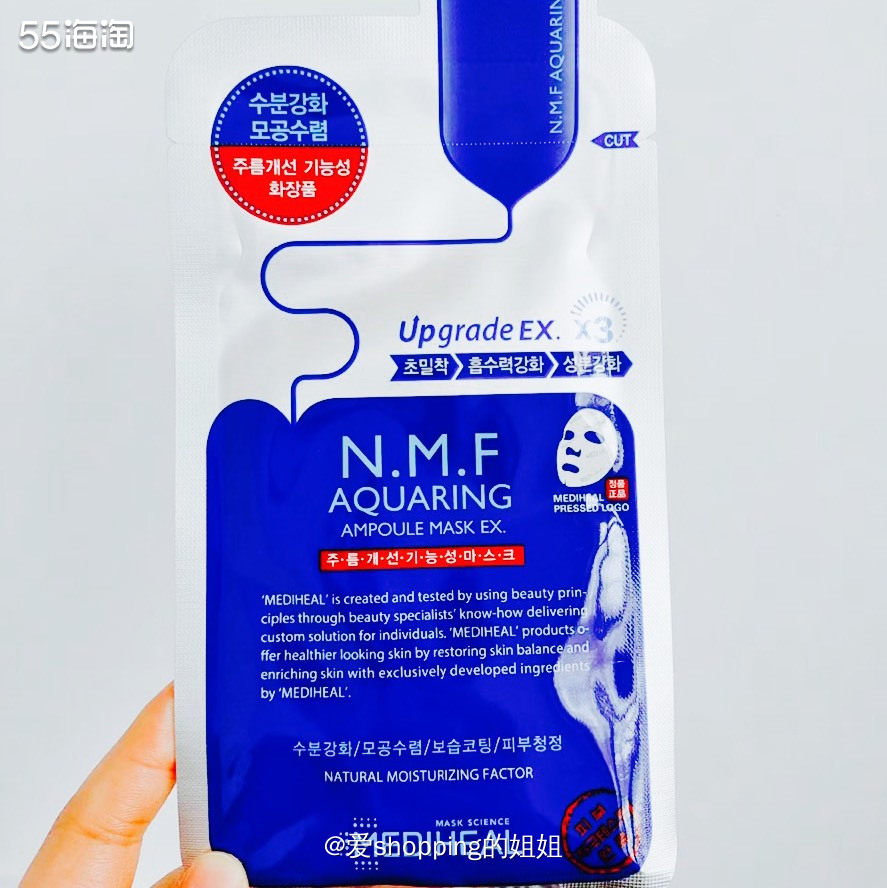 55海淘
N.M.F AQUARIN
수분강화
모공수렴
주름개선 기능성
화장품
CUT
Upgrade EX. X3
초밀착 흡수력강화 성분강화
N.M.F
AQUARING
AMPOULE MASK EX.
정품
正品
MEDIHEAL
PRESSED LOGO
주·름·개·선·기·능·성·마·스·크
'MEDIHEAL' is created and tested by using beauty prin-
ciples through beauty specialists' know-how delivering
custom solution for individuals. 'MEDIHEAL' products o-
ffer healthier looking skin by restoring skin balance and
enriching skin with exclusively developed ingredients
by 'MEDIHEAL'.
수분강화/모공수렴/보습코팅/피부청정
NATURAL MOISTURIZING FACTOR
MASK SCIENCE
MEDIHEAL
@爱shopping的姐姐